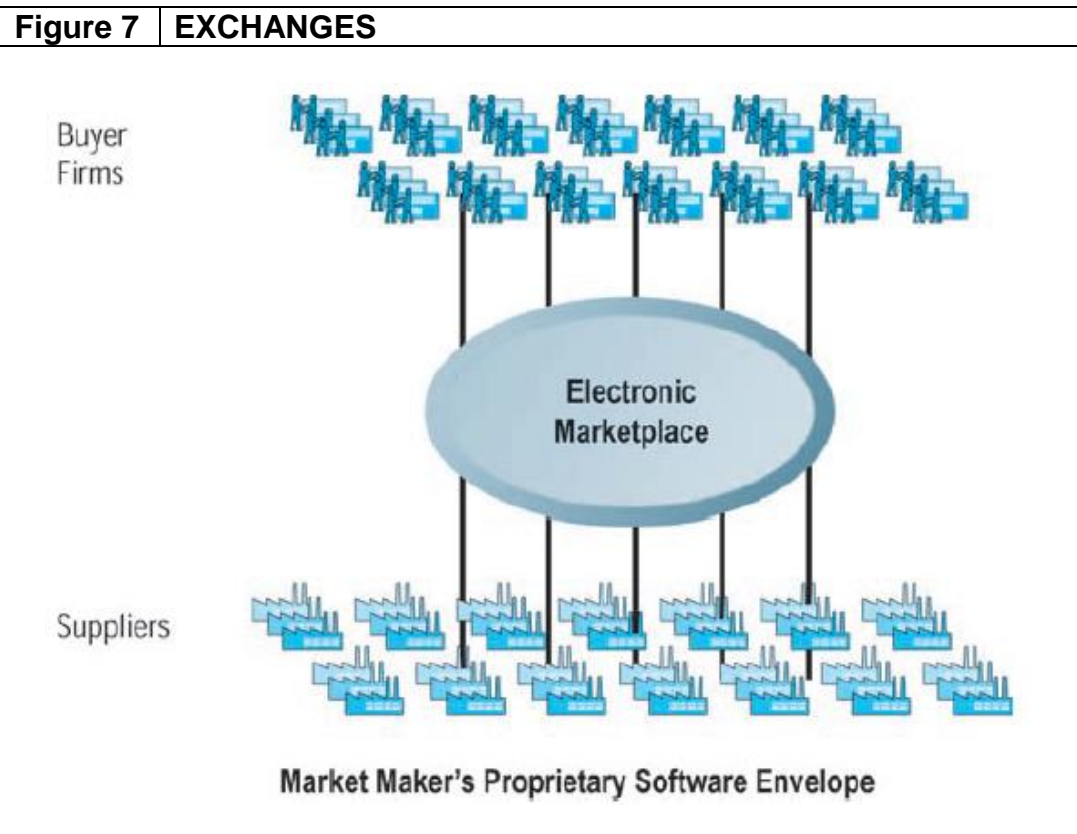 Figure 7 EXCHANGES
Buyer
Firms
Electronic
Marketplace
Suppliers
Market Maker's Proprietary Software Envelope